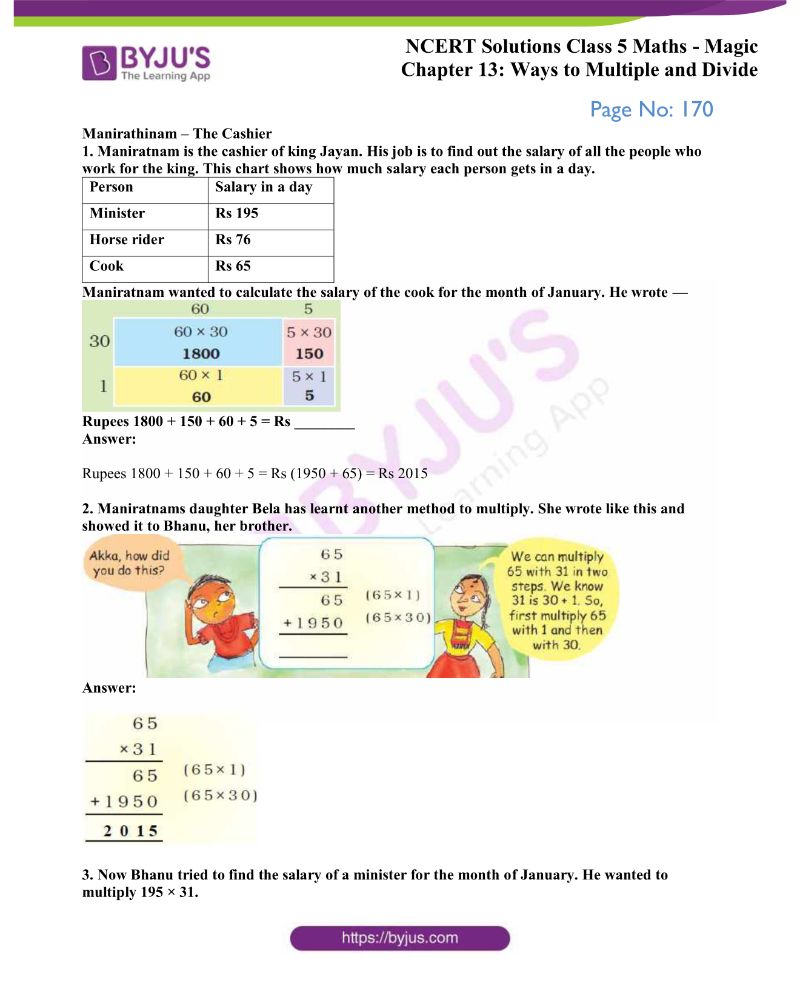 BYJU'S
The Learning App
NCERT Solutions Class 5 Maths - Magic
Chapter 13: Ways to Multiple and Divide
Page No: 170
Manirathinam – The Cashier
1. Maniratnam is the cashier of king Jayan. His job is to find out the salary of all the people who
work for the king. This chart shows how much salary each person gets in a day.
Person Salary in a day
Minister Rs 195
Horse rider Rs 76
Cook Rs 65
Maniratnam wanted to calculate the salary of the cook for the month of January. He wrote —
60 5
30 60 × 30 5 × 30
1800 150
1 60 × 1 5 × 1
60 5
Rupees 1800 + 150 + 60 + 5 = Rs ________
Answer:
Rupees 1800 + 150 + 60 + 5 = Rs (1950 + 65) = Rs 2015
2. Maniratnams daughter Bela has learnt another method to multiply. She wrote like this and
showed it to Bhanu, her brother.
Akka, how did
you do this?
65
×31
65 (65×1)
+1950 (65×30)
We can multiply
65 with 31 in two
steps. We know
31 is 30 + 1. So,
first multiply 65
with 1 and then
with 30.
Answer:
65
×31
65 (65×1)
+1950 (65×30)
2015
3. Now Bhanu tried to find the salary of a minister for the month of January. He wanted to
multiply 195 × 31.
BYJU'S
Learning App
https://byjus.com